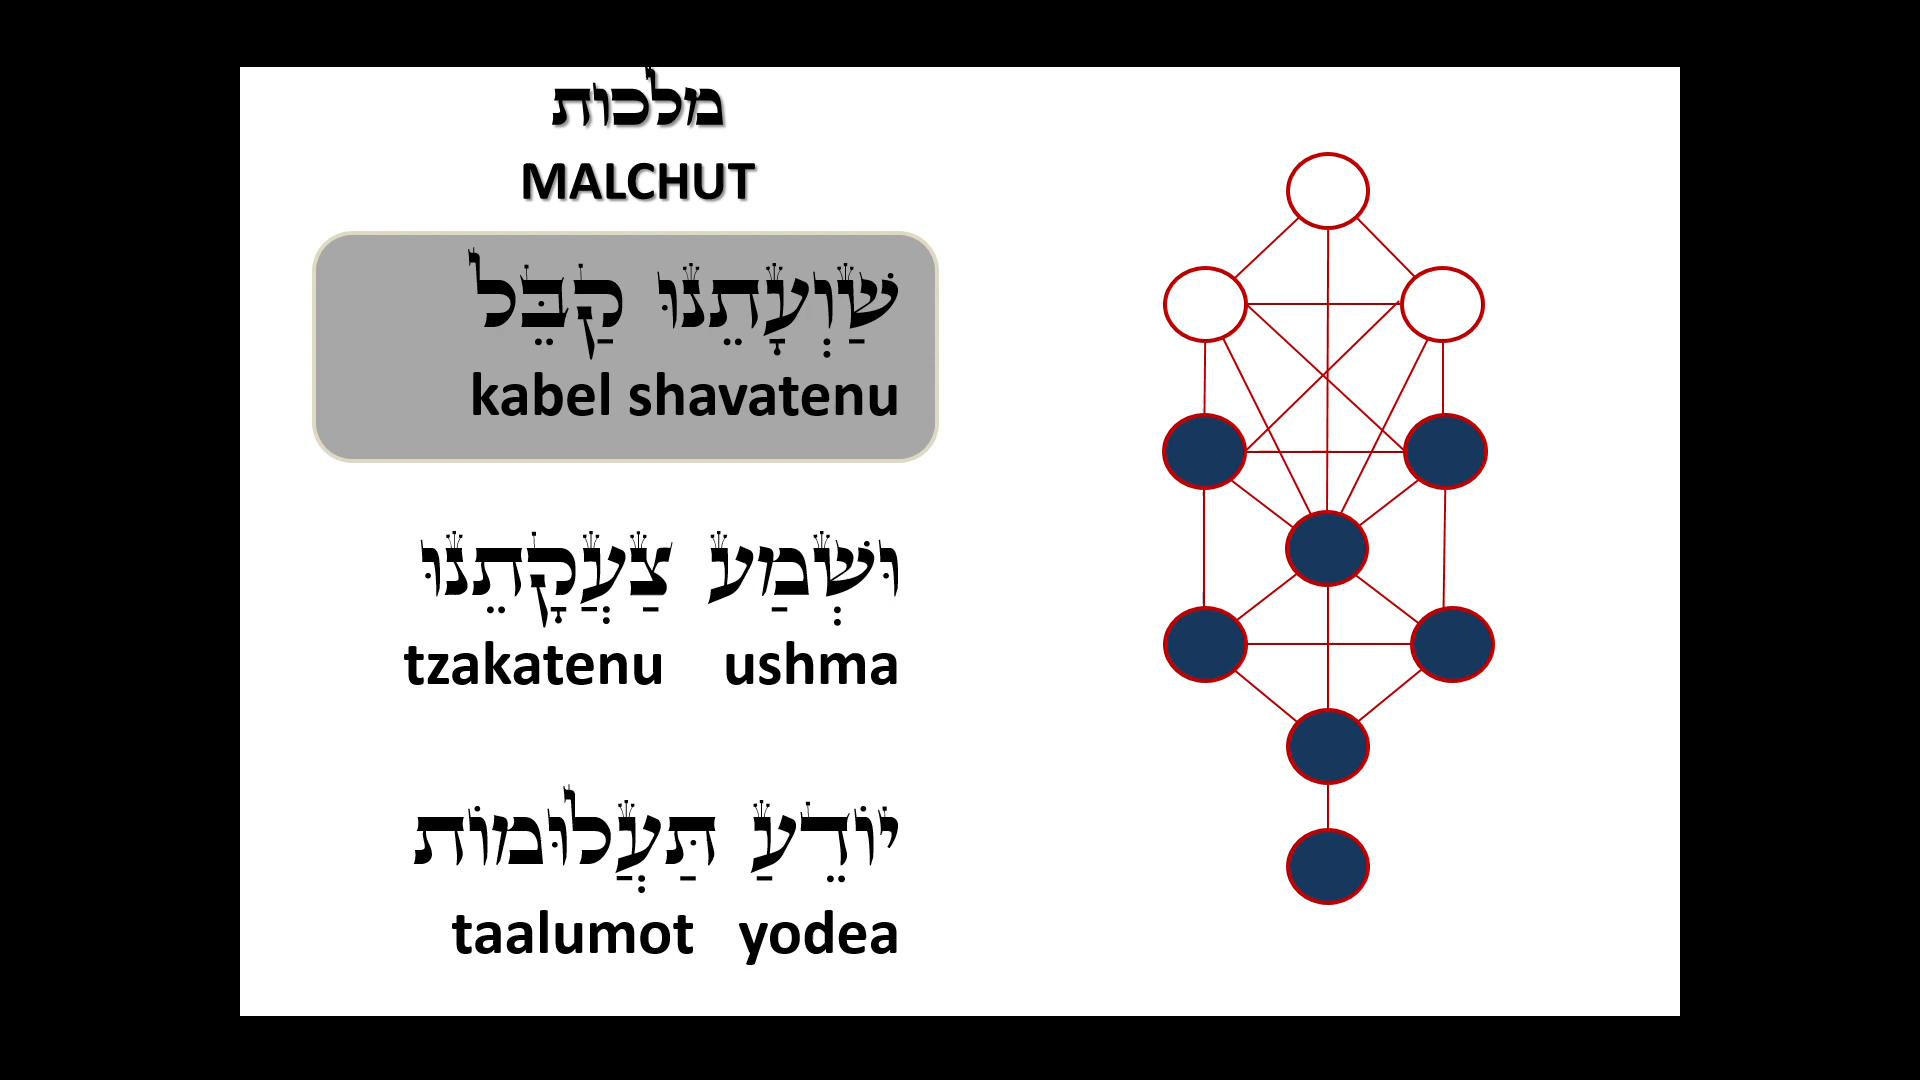 מלכות
MALCHUT
שַׁוְעָתֵנוּ קַבֵּל
kabel shavatenu
וּשְׁמַע צַעֲקָתֵנוּ
tzakatenu ushma
יוֹדֵעַ תַּעֲלוּמוֹת
taalumot yodea